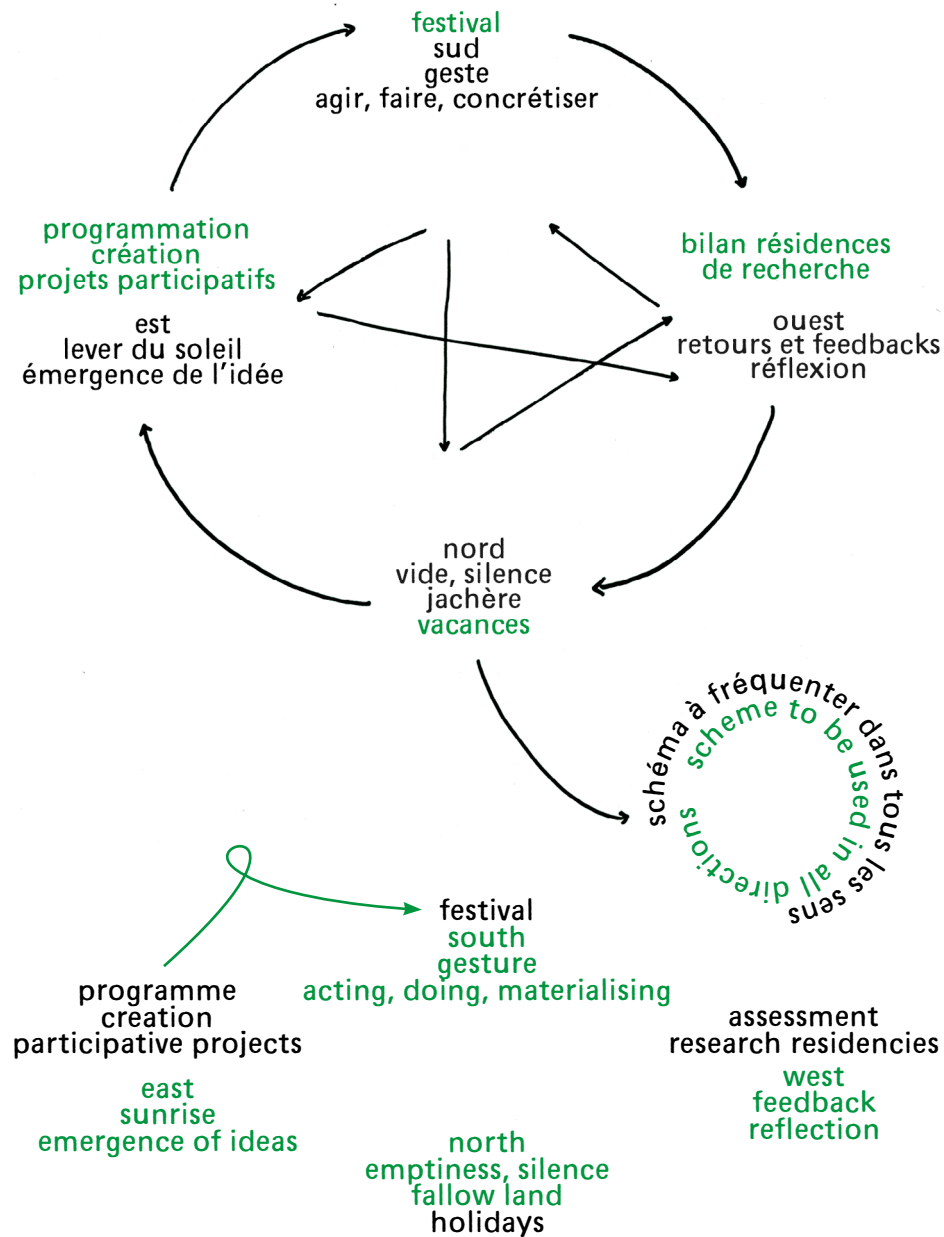 festival
sud
geste
agir, faire, concrétiser
programmation
création
projets participatifs
est
lever du soleil
émergence de l'idée
bilan résidences
de recherche
ouest
retours et feedbacks
réflexion
nord
vide, silence
jachère
vacances
schéma à fréquenter dans tous les sens
scheme to be used in all directions
festival
south
gesture
acting, doing, materialising
programme
creation
participative projects
east
sunrise
emergence of ideas
assessment
research residencies
west
feedback
reflection
north
emptiness, silence
fallow land
holidays